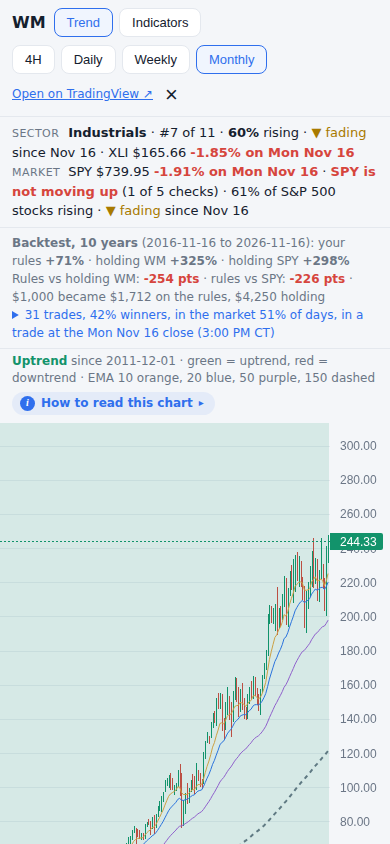 WM Trend Indicators
4H Daily Weekly Monthly
Open on TradingView ↗ ✕
SECTOR Industrials · #7 of 11 · 60% rising · ▼ fading
since Nov 16 · XLI $165.66 -1.85% on Mon Nov 16
MARKET SPY $739.95 -1.91% on Mon Nov 16 · SPY is
not moving up (1 of 5 checks) · 61% of S&P 500
stocks rising · ▼ fading since Nov 16
Backtest, 10 years (2016-11-16 to 2026-11-16): your
rules +71% · holding WM +325% · holding SPY +298%
Rules vs holding WM: -254 pts · rules vs SPY: -226 pts ·
$1,000 became $1,712 on the rules, $4,250 holding
▶ 31 trades, 42% winners, in the market 51% of days, in a
trade at the Mon Nov 16 close (3:00 PM CT)
Uptrend since 2011-12-01 · green = uptrend, red =
downtrend · EMA 10 orange, 20 blue, 50 purple, 150 dashed
i How to read this chart ▸
300.00
280.00
260.00
244.33
240.00
220.00
200.00
180.00
160.00
140.00
120.00
100.00
80.00